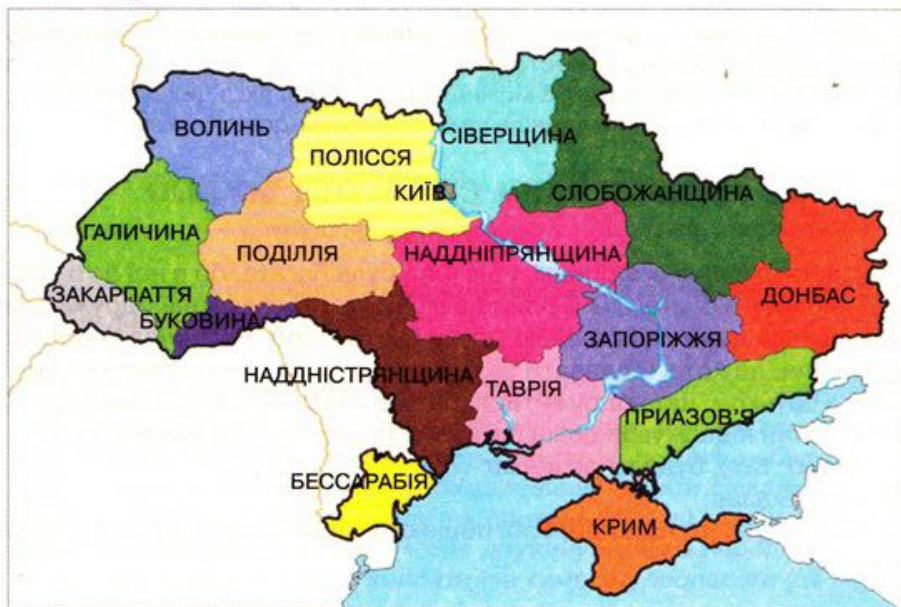 ВОЛИНЬ
ПОЛІССЯ
СІВЕРЩИНА
КИЇВ
СЛОБОЖАНЩИНА
ГАЛИЧИНА
ПОДІЛЛЯ
НАДДНІПРЯНЩИНА
ЗАКАРПАТТЯ
ДОНБАС
БУКОВИНА
ЗАПОРІЖЖЯ
НАДДНІСТРЯНЩИНА
ТАВРІЯ
ПРИАЗОВ'Я
БЕССАРАБІЯ
КРИМ